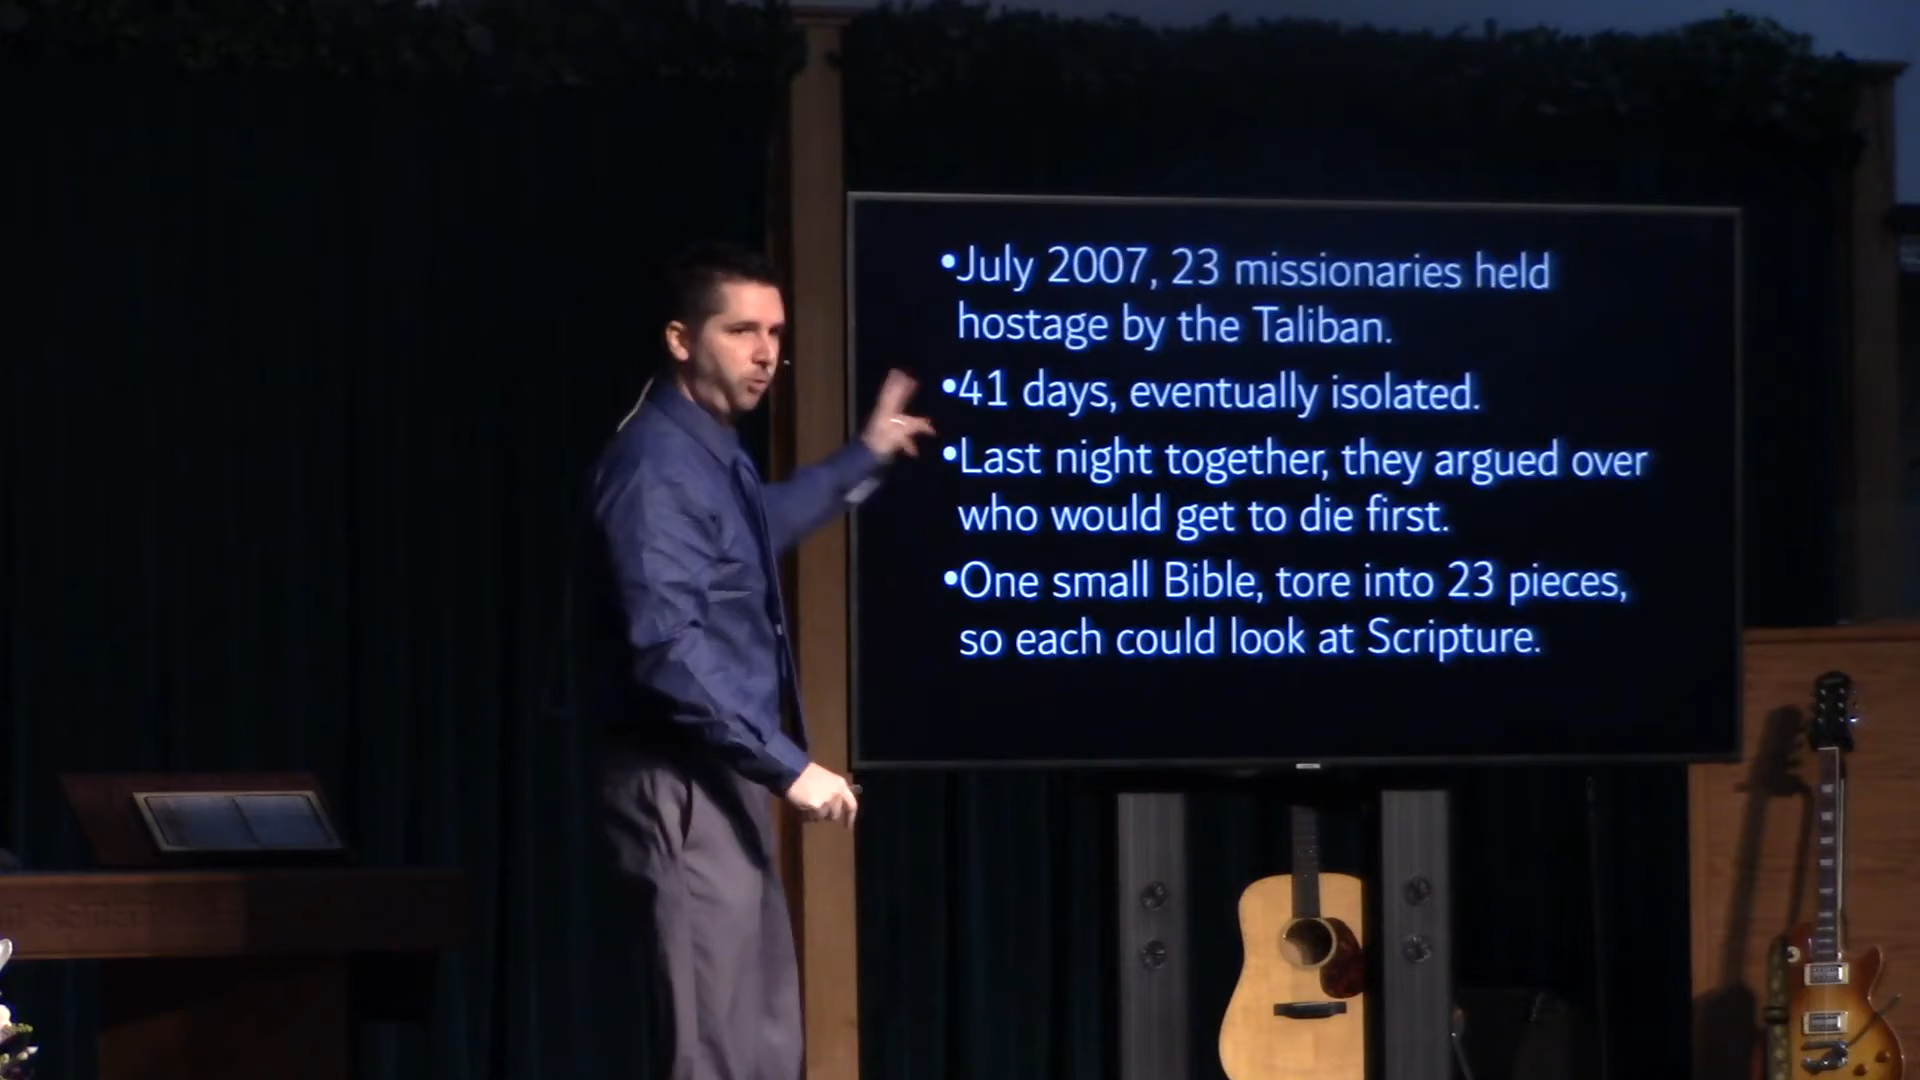 •July 2007, 23 missionaries held
hostage by the Taliban.
•41 days, eventually isolated.
•Last night together, they argued over
who would get to die first.
•One small Bible, tore into 23 pieces,
so each could look at Scripture.